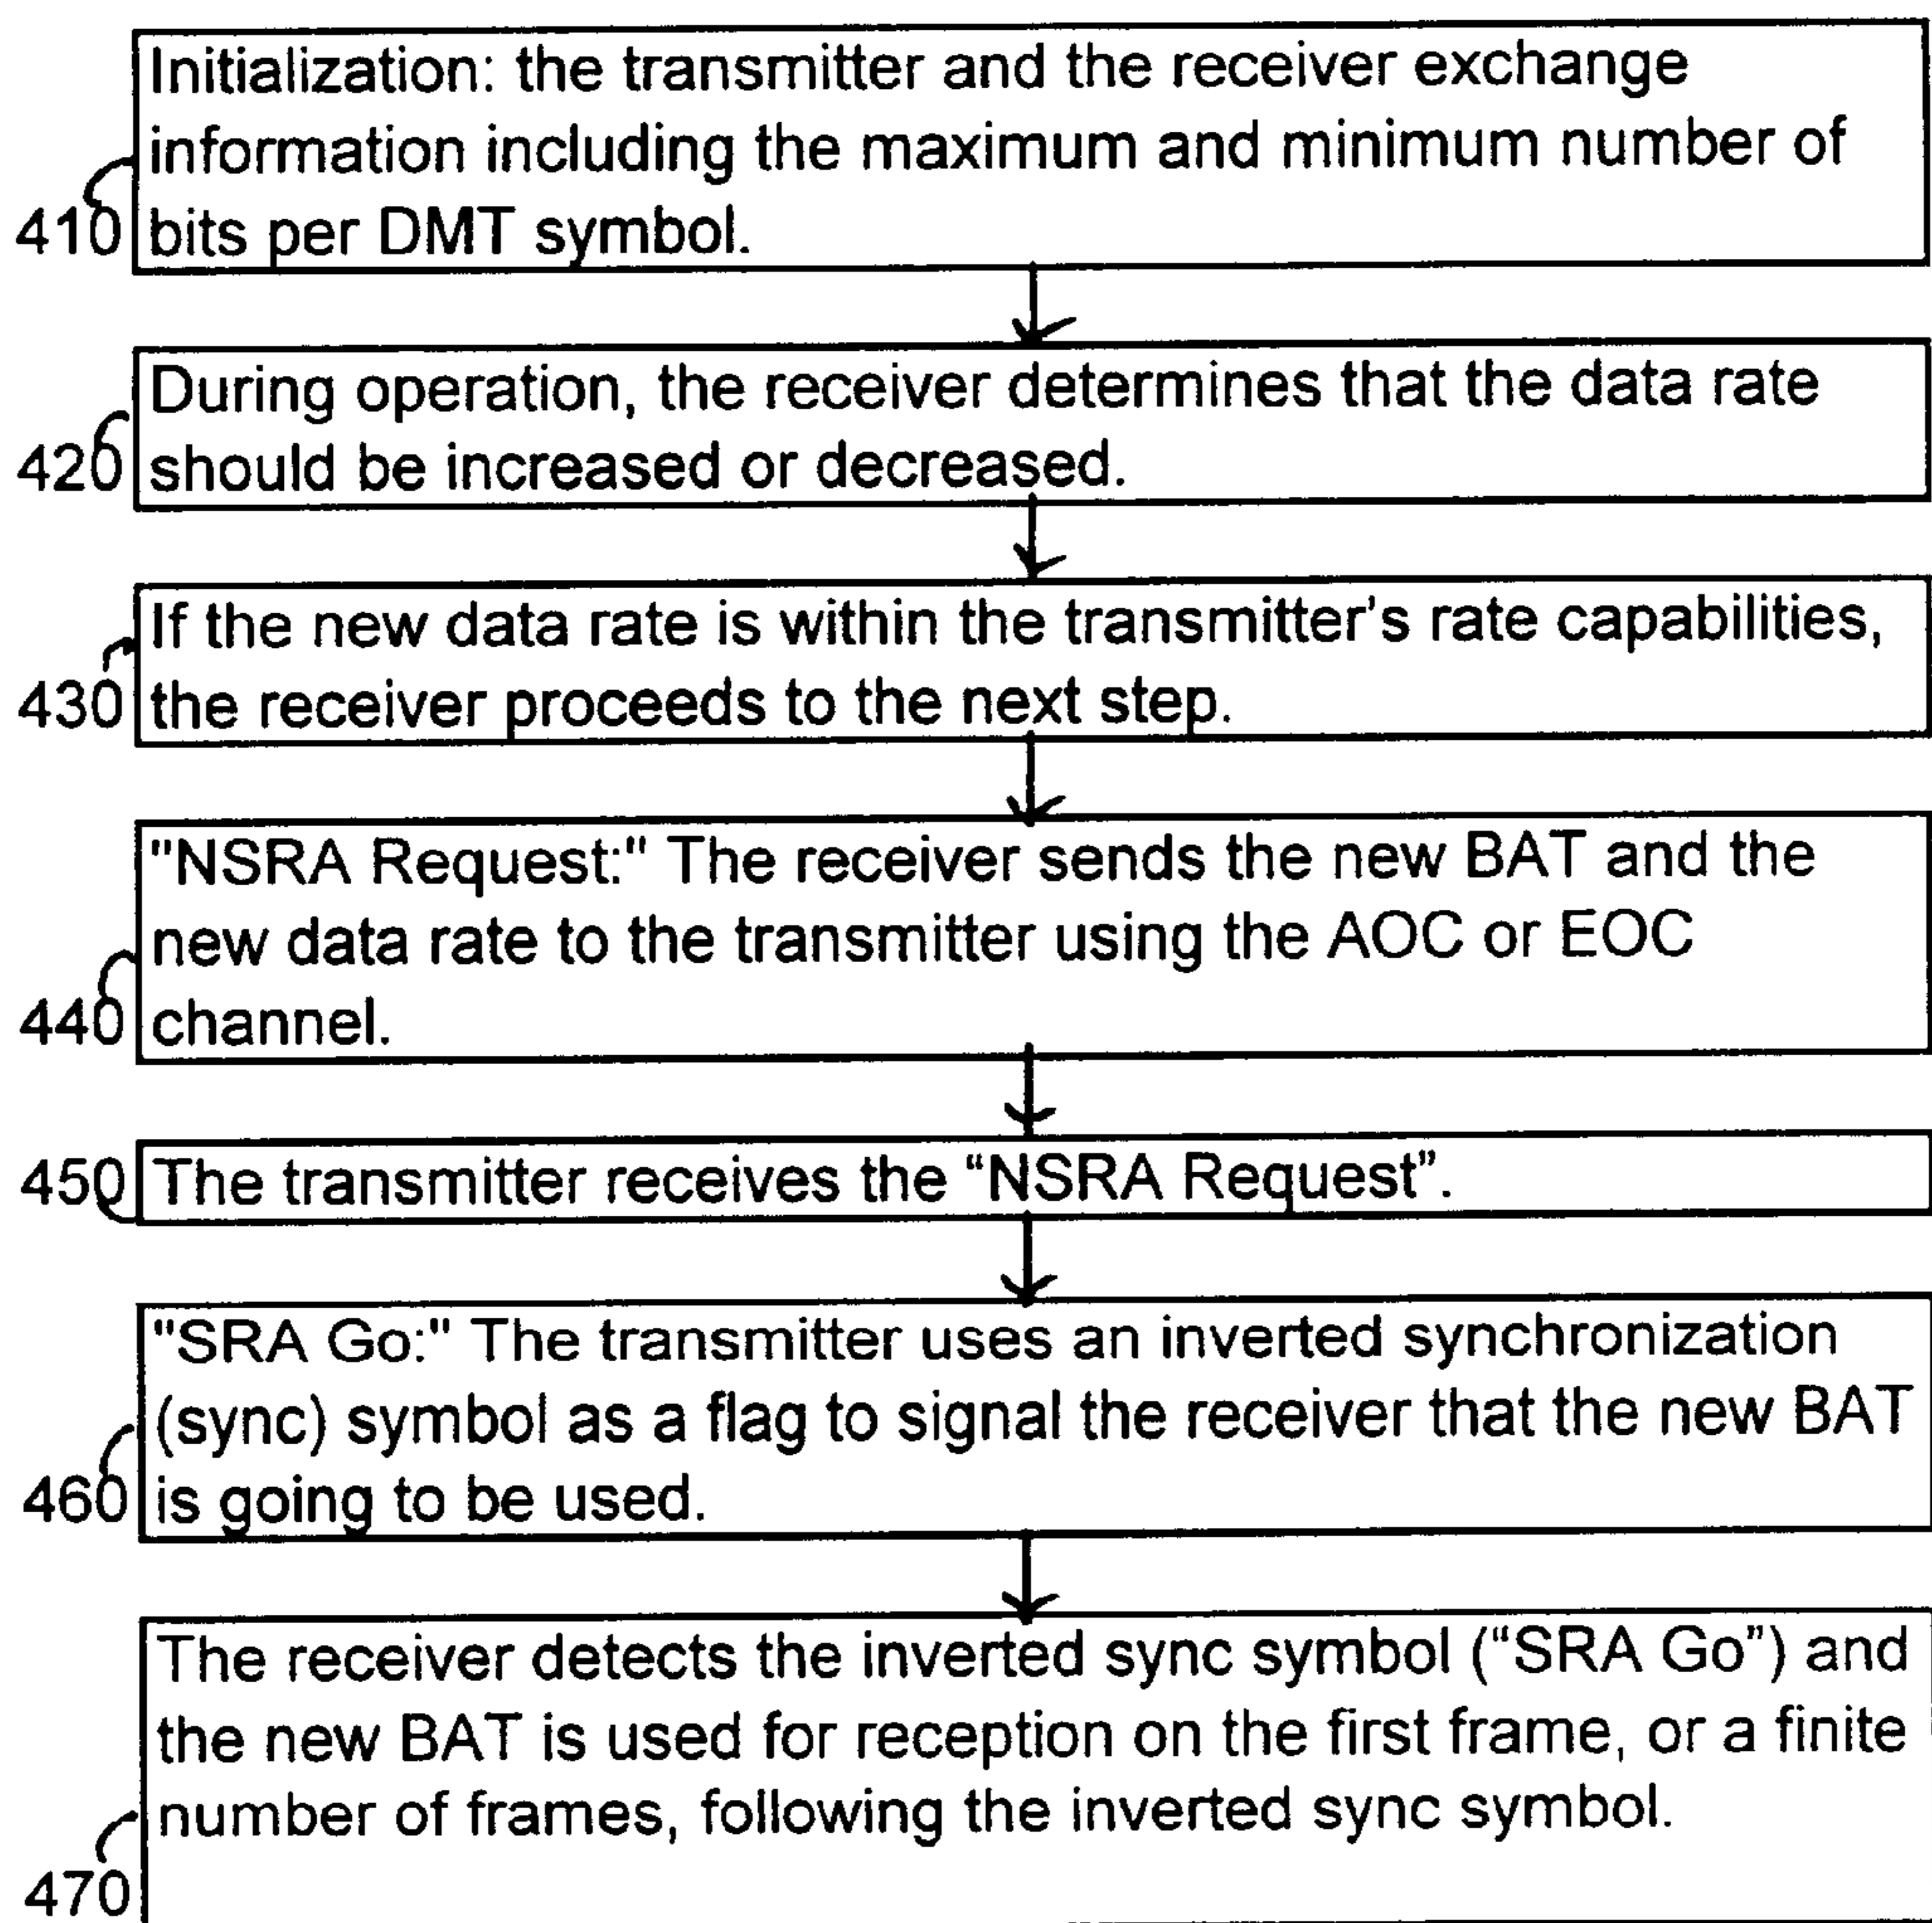 Initialization: the transmitter and the receiver exchange
information including the maximum and minimum number of
410 bits per DMT symbol.
During operation, the receiver determines that the data rate
420 should be increased or decreased.
If the new data rate is within the transmitter's rate capabilities,
430 the receiver proceeds to the next step.
"NSRA Request:" The receiver sends the new BAT and the
new data rate to the transmitter using the AOC or EOC
440 channel.
450 The transmitter receives the “NSRA Request”.
"SRA Go:" The transmitter uses an inverted synchronization
(sync) symbol as a flag to signal the receiver that the new BAT
460 is going to be used.
The receiver detects the inverted sync symbol (“SRA Go”) and
the new BAT is used for reception on the first frame, or a finite
number of frames, following the inverted sync symbol.
470